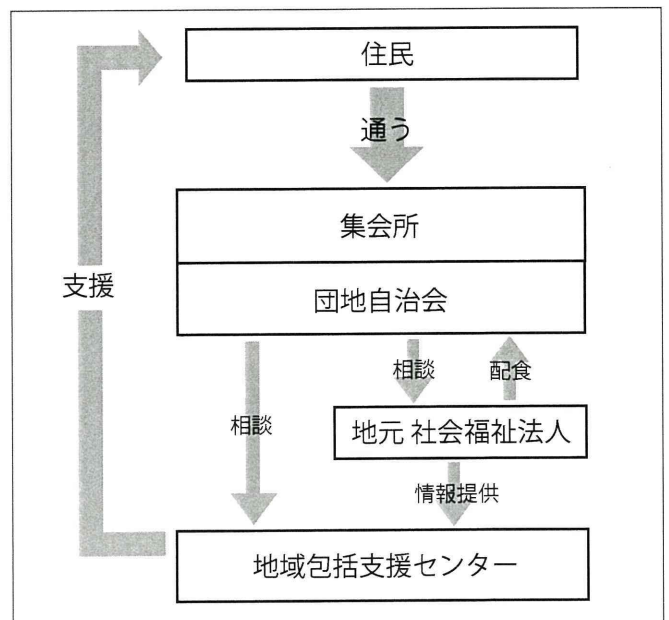 住民
通う
集会所
団地自治会
支援
相談
配食
相談
地元 社会福祉法人
情報提供
地域包括支援センター